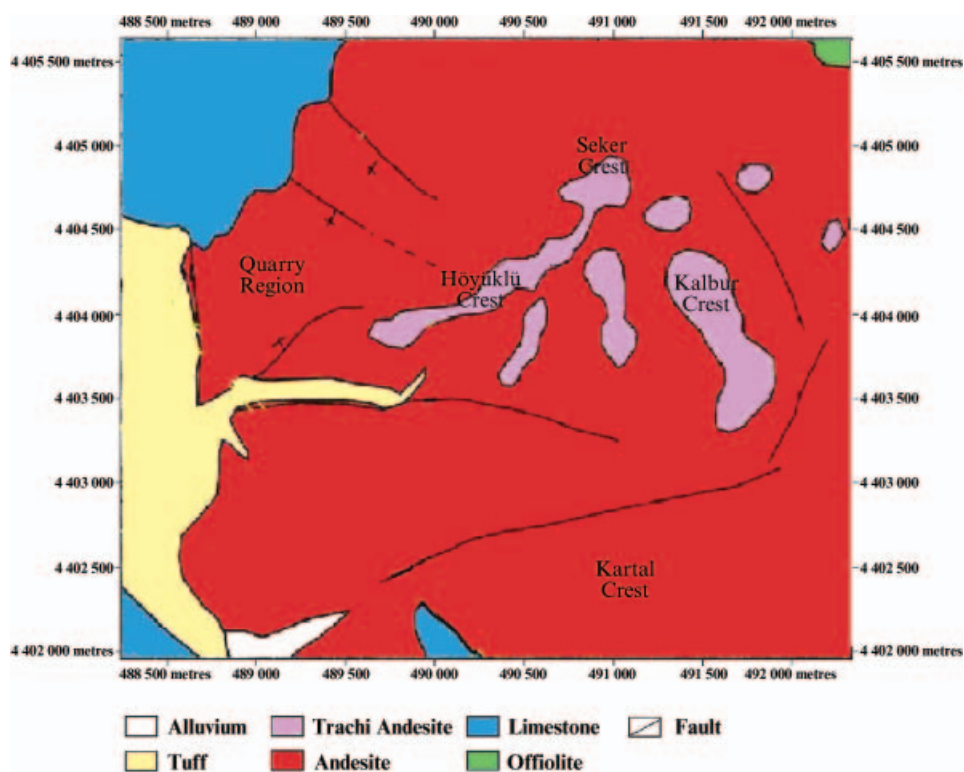 488 500 metres 489 000 489 500 490 000 490 500 491 000 491 500 492 000
4 405 500 metres 4 405 500 metres
4 405 000 4 405 000
Seker
Crest
4 404 500 4 404 500
Quarry
Region
Höyüklü
Crest
Kalbur
Crest
4 404 000 4 404 000
4 403 500 4 403 500
4 403 000 4 403 000
4 402 500 4 402 500
Kartal
Crest
4 402 000 metres 4 402 000 metres
488 500 metres 489 000 489 500 490 000 490 500 491 000 491 500 492 000
Alluvium Trachi Andesite Limestone Fault
Tuff Andesite Offiolite